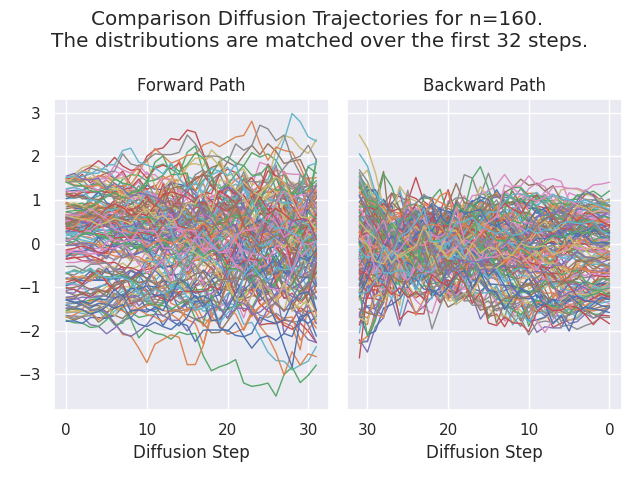 Comparison Diffusion Trajectories for n=160.
The distributions are matched over the first 32 steps.
Forward Path
Backward Path
3
2
1
0
−1
−2
−3
0 10 20 30
30 20 10 0
Diffusion Step
Diffusion Step